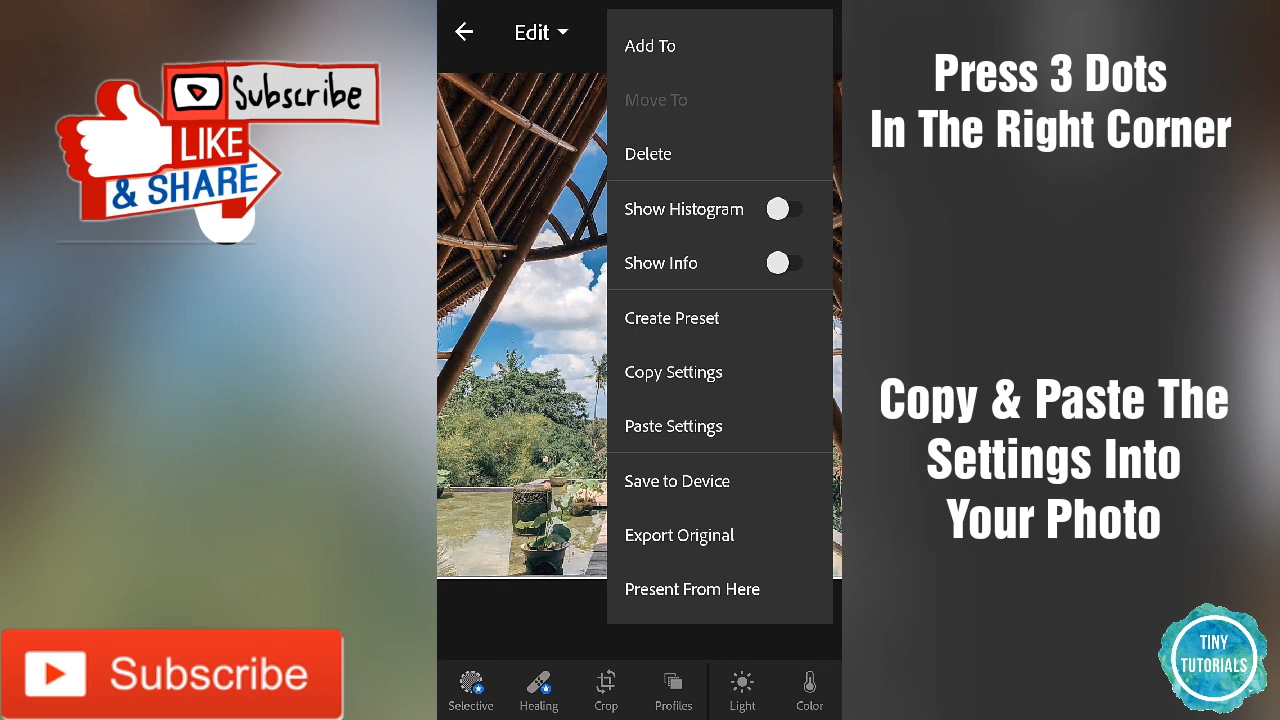 Subscribe
LIKE
& SHARE
Subscribe
Edit
Add To
Move To
Delete
Show Histogram
Show Info
Create Preset
Copy Settings
Paste Settings
Save to Device
Export Original
Present From Here
Selective
Healing
Crop
Profiles
Light
Color
Press 3 Dots
In The Right Corner
Copy & Paste The
Settings Into
Your Photo
TINY
TUTORIALS